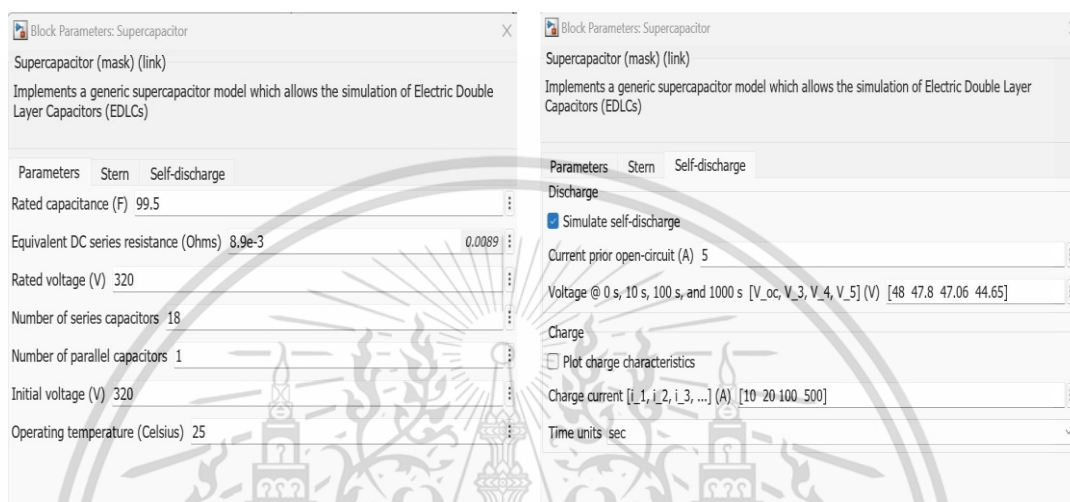 Block Parameters: Supercapacitor
Supercapacitor (mask) (link)
Implements a generic supercapacitor model which allows the simulation of Electric Double
Layer Capacitors (EDLCs)
Parameters Stern Self-discharge
Rated capacitance (F) 99.5
Equivalent DC series resistance (Ohms) 8.9e-3 0.0089
Rated voltage (V) 320
Number of series capacitors 18
Number of parallel capacitors 1
Initial voltage (V) 320
Operating temperature (Celsius) 25
Block Parameters: Supercapacitor
Supercapacitor (mask) (link)
Implements a generic supercapacitor model which allows the simulation of Electric Double Layer
Capacitors (EDLCs)
Parameters Stern Self-discharge
Discharge
Simulate self-discharge
Current prior open-circuit (A) 5
Voltage @ 0 s, 10 s, 100 s, and 1000 s [V_oc, V_3, V_4, V_5] (V) [48 47.8 47.06 44.65]
Charge
Plot charge characteristics
Charge current [i_1, i_2, i_3, ...] (A) [10 20 100 500]
Time units sec